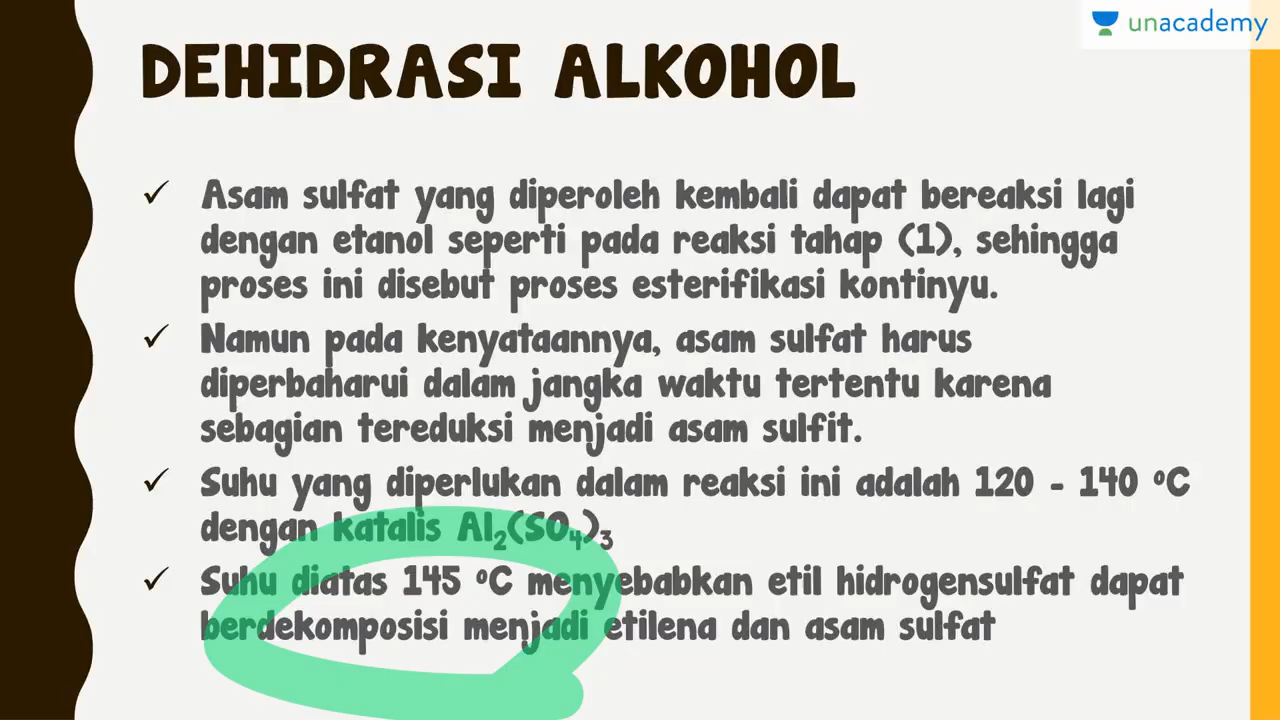 unacademy
DEHIDRASI ALKOHOL
✓ Asam sulfat yang diperoleh kembali dapat bereaksi lagi
dengan etanol seperti pada reaksi tahap (1), sehingga
proses ini disebut proses esterifikasi kontinyu.
✓ Namun pada kenyataannya, asam sulfat harus
diperbaharui dalam jangka waktu tertentu karena
sebagian tereduksi menjadi asam sulfit.
✓ Suhu yang diperlukan dalam reaksi ini adalah 120 - 140 ºC
dengan katalis Al₂(SO₄)₃
✓ Suhu diatas 145 ºC menyebabkan etil hidrogensulfat dapat
berdekomposisi menjadi etilena dan asam sulfat